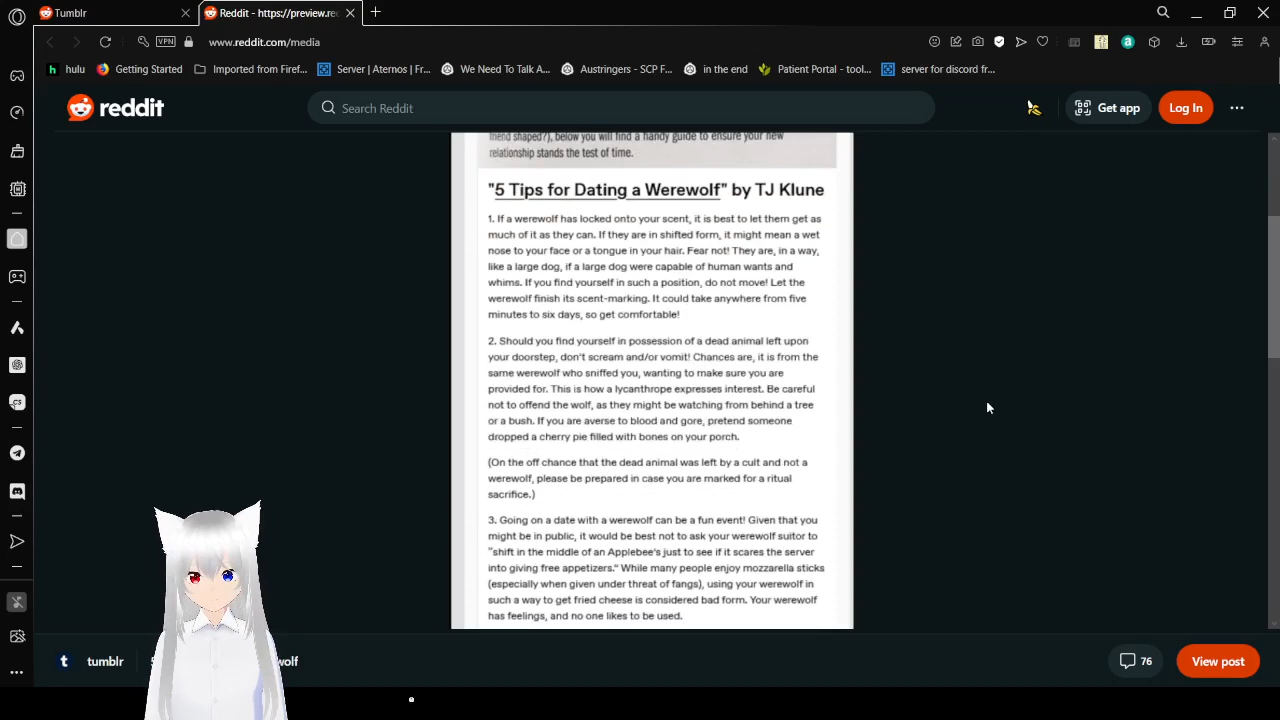 Tumblr
Reddit - https://preview.red
VPN
www.reddit.com/media
hulu
Getting Started
Imported from Firef...
Server | Aternos | Fr...
We Need To Talk A...
Austringers - SCP F...
in the end
Patient Portal - tool...
server for discord fr...
reddit
Search Reddit
Get app
Log In
friend shaped?), below you will find a handy guide to ensure your new
relationship stands the test of time.
"5 Tips for Dating a Werewolf" by TJ Klune
1. If a werewolf has locked onto your scent, it is best to let them get as
much of it as they can. If they are in shifted form, it might mean a wet
nose to your face or a tongue in your hair. Fear not! They are, in a way,
like a large dog, if a large dog were capable of human wants and
whims. If you find yourself in such a position, do not move! Let the
werewolf finish its scent-marking. It could take anywhere from five
minutes to six days, so get comfortable!
2. Should you find yourself in possession of a dead animal left upon
your doorstep, don't scream and/or vomit! Chances are, it is from the
same werewolf who sniffed you, wanting to make sure you are
provided for. This is how a lycanthrope expresses interest. Be careful
not to offend the wolf, as they might be watching from behind a tree
or a bush. If you are averse to blood and gore, pretend someone
dropped a cherry pie filled with bones on your porch.
(On the off chance that the dead animal was left by a cult and not a
werewolf, please be prepared in case you are marked for a ritual
sacrifice.)
3. Going on a date with a werewolf can be a fun event! Given that you
might be in public, it would be best not to ask your werewolf suitor to
"shift in the middle of an Applebee's just to see if it scares the server
into giving free appetizers." While many people enjoy mozzarella sticks
(especially when given under threat of fangs), using your werewolf in
such a way to get fried cheese is considered bad form. Your werewolf
has feelings, and no one likes to be used.
tumblr
wolf
76
View post